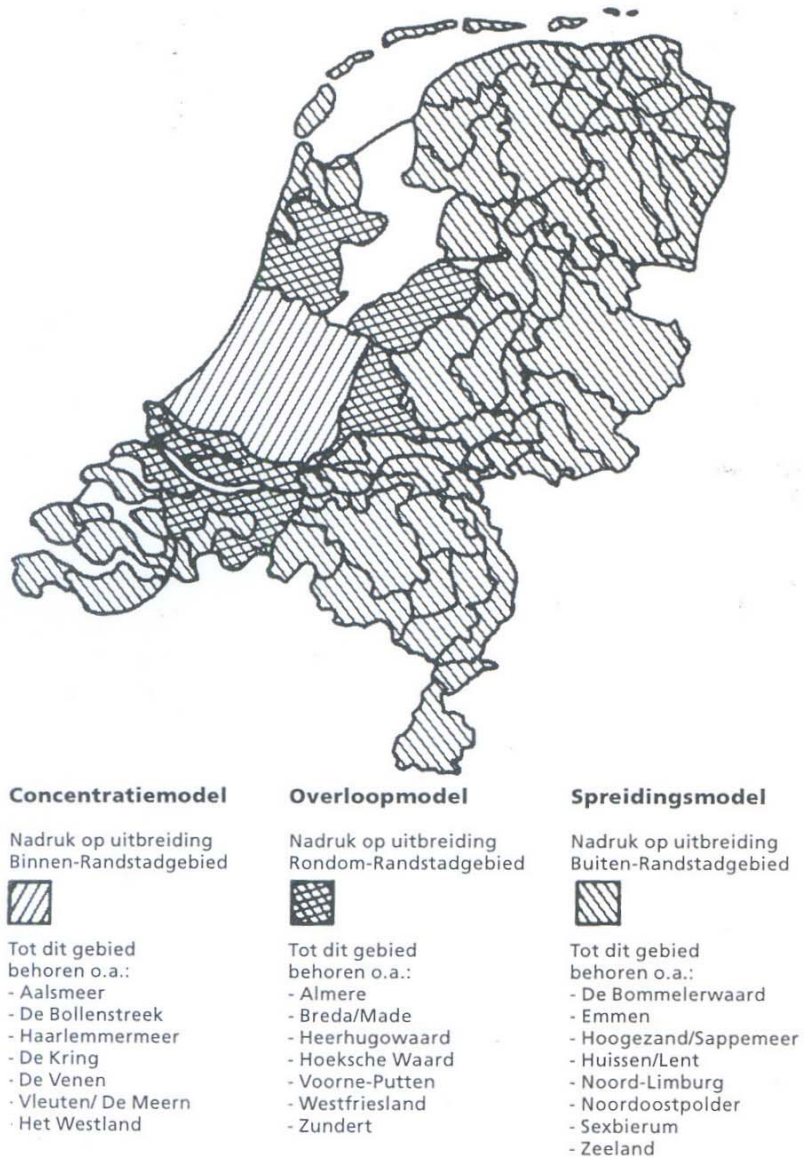 Concentratiemodel
Nadruk op uitbreiding
Binnen-Randstadgebied
Tot dit gebied
behoren o.a.:
- Aalsmeer
- De Bollenstreek
- Haarlemmermeer
- De Kring
- De Venen
- Vleuten/ De Meern
- Het Westland
Overloopmodel
Nadruk op uitbreiding
Rondom-Randstadgebied
Tot dit gebied
behoren o.a.:
- Almere
- Breda/Made
- Heerhugowaard
- Hoeksche Waard
- Voorne-Putten
- Westfriesland
- Zundert
Spreidingsmodel
Nadruk op uitbreiding
Buiten-Randstadgebied
Tot dit gebied
behoren o.a.:
- De Bommelerwaard
- Emmen
- Hoogezand/Sappemeer
- Huissen/Lent
- Noord-Limburg
- Noordoostpolder
- Sexbierum
- Zeeland